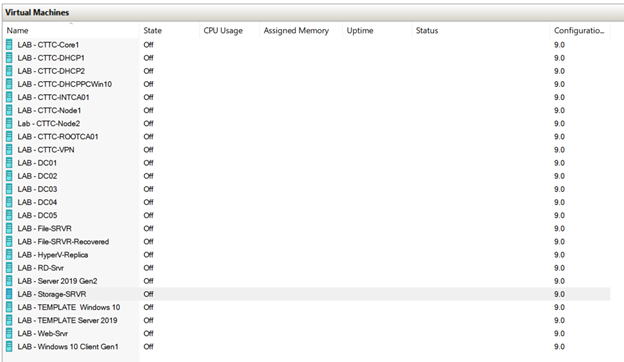 Virtual Machines
Name State CPU Usage Assigned Memory Uptime Status Configuratio...
LAB - CTTC-Core1 Off 9.0
LAB - CTTC-DHCP1 Off 9.0
LAB - CTTC-DHCP2 Off 9.0
LAB - CTTC-DHCPPCWin10 Off 9.0
LAB - CTTC-INTCA01 Off 9.0
LAB - CTTC-Node1 Off 9.0
Lab - CTTC-Node2 Off 9.0
LAB - CTTC-ROOTCA01 Off 9.0
LAB - CTTC-VPN Off 9.0
LAB - DC01 Off 9.0
LAB - DC02 Off 9.0
LAB - DC03 Off 9.0
LAB - DC04 Off 9.0
LAB - DC05 Off 9.0
LAB - File-SRVR Off 9.0
LAB - File-SRVR-Recovered Off 9.0
LAB - HyperV-Replica Off 9.0
LAB - RD-Srvr Off 9.0
LAB - Server 2019 Gen2 Off 9.0
LAB - Storage-SRVR Off 9.0
LAB - TEMPLATE Windows 10 Off 9.0
LAB - TEMPLATE Server 2019 Off 9.0
LAB - Web-Srvr Off 9.0
LAB - Windows 10 Client Gen1 Off 9.0